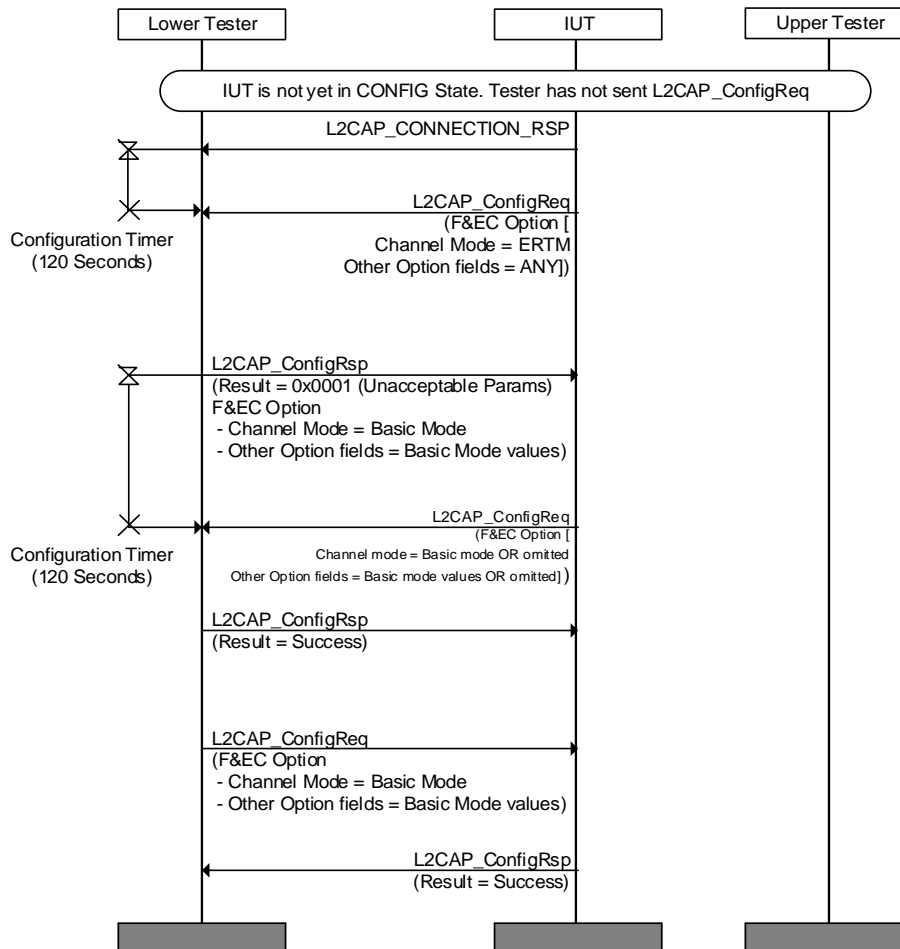 Lower Tester
IUT
Upper Tester
IUT is not yet in CONFIG State. Tester has not sent L2CAP_ConfigReq
L2CAP_CONNECTION_RSP
L2CAP_ConfigReq
(F&EC Option [
Channel Mode = ERTM
Other Option fields = ANY])
Configuration Timer
(120 Seconds)
L2CAP_ConfigRsp
(Result = 0x0001 (Unacceptable Params)
F&EC Option
- Channel Mode = Basic Mode
- Other Option fields = Basic Mode values)
L2CAP_ConfigReq
(F&EC Option [
Channel mode = Basic mode OR omitted
Other Option fields = Basic mode values OR omitted] )
Configuration Timer
(120 Seconds)
L2CAP_ConfigRsp
(Result = Success)
L2CAP_ConfigReq
(F&EC Option
- Channel Mode = Basic Mode
- Other Option fields = Basic Mode values)
L2CAP_ConfigRsp
(Result = Success)